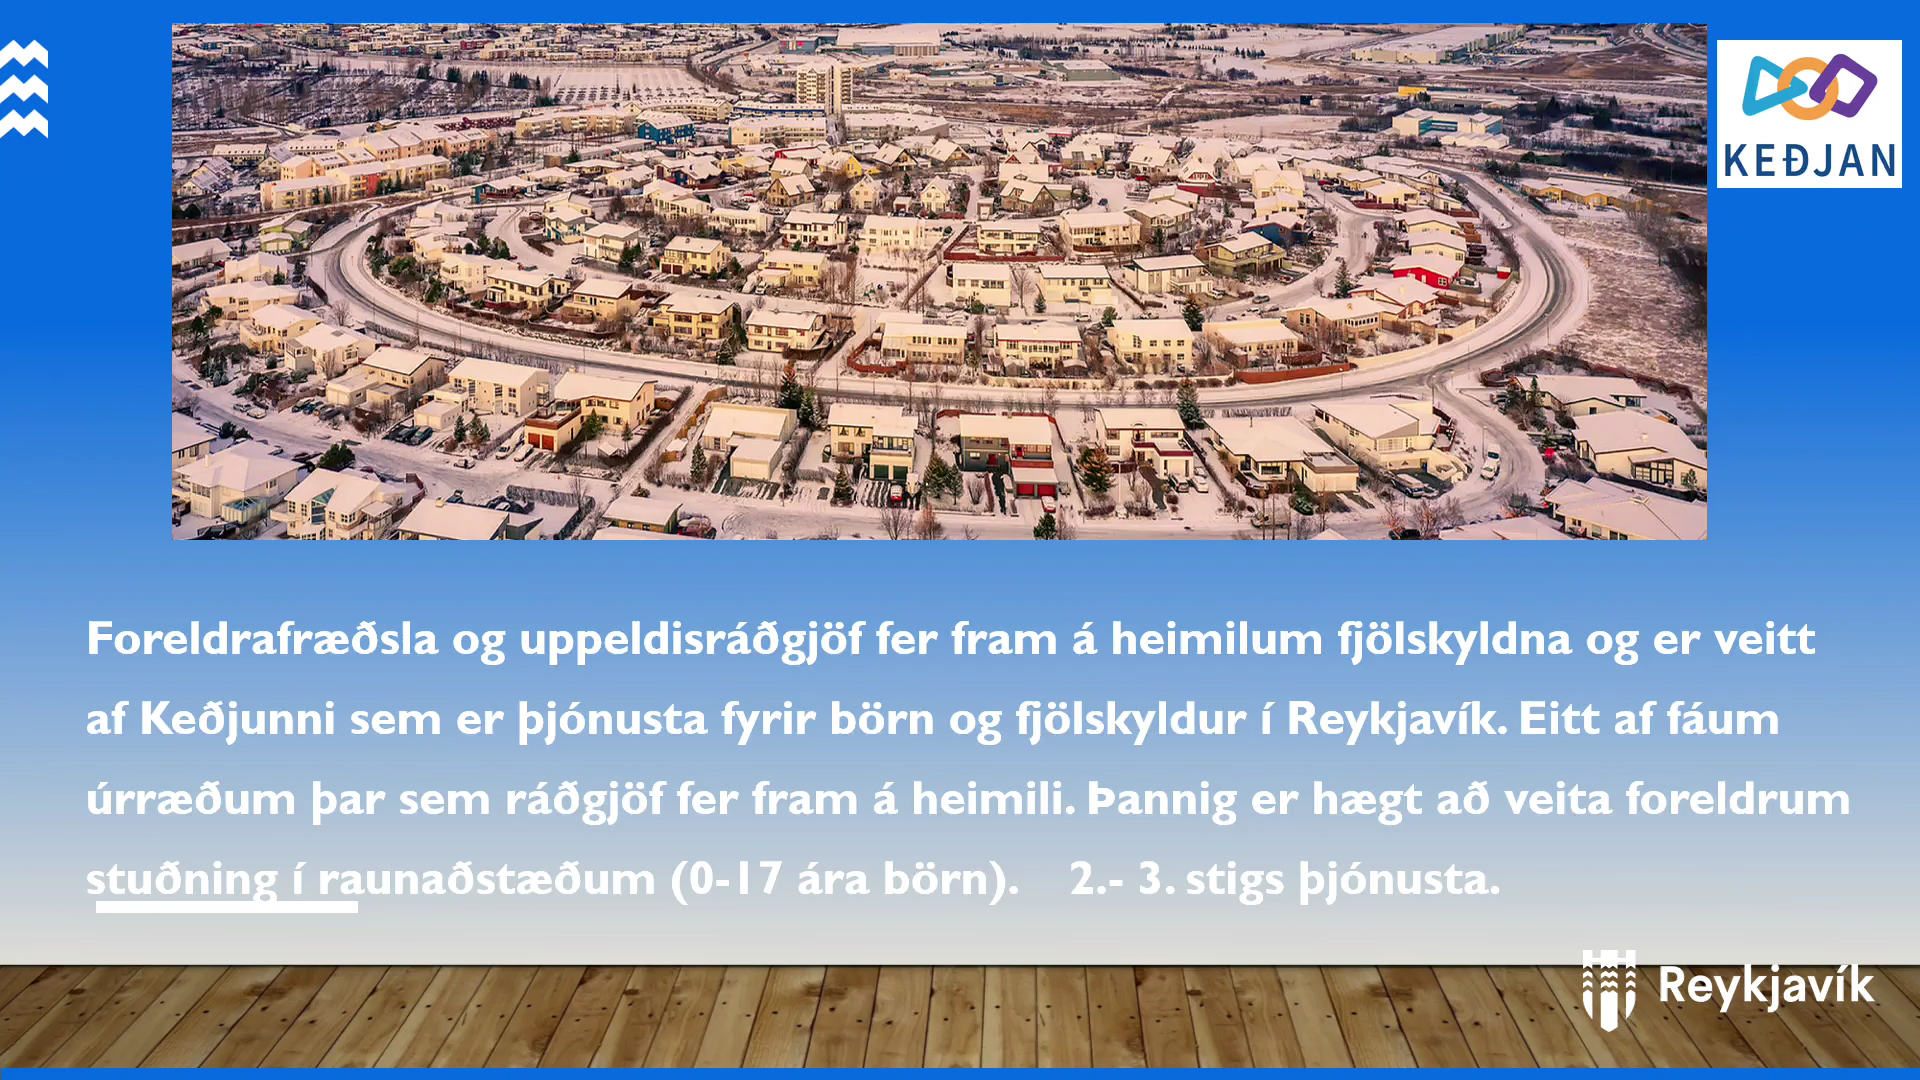 KEÐJAN
Foreldrafræðsla og uppeldisráðgjöf fer fram á heimilum fjölskyldna og er veitt
af Keðjunni sem er þjónusta fyrir börn og fjölskyldur í Reykjavík. Eitt af fáum
úrræðum þar sem ráðgjöf fer fram á heimili. Þannig er hægt að veita foreldrum
stuðning í raunaðstæðum (0-17 ára börn). 2.- 3. stigs þjónusta.
Reykjavík